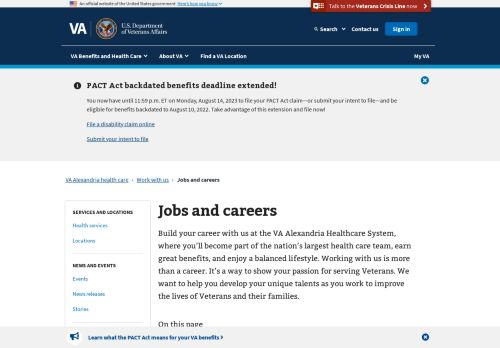 An official website of the United States government Here's how you know
Talk to the Veterans Crisis Line now
VA U.S. Department of Veterans Affairs
Search Contact us Sign in
VA Benefits and Health Care About VA Find a VA Location My VA
PACT Act backdated benefits deadline extended!
You now have until 11:59 p.m. ET on Monday, August 14, 2023 to file your PACT Act claim—or submit your intent to file—and be
eligible for benefits backdated to August 10, 2022. Take advantage of this extension and file now!
File a disability claim online
Submit your intent to file
VA Alexandria health care › Work with us › Jobs and careers
SERVICES AND LOCATIONS
Health services
Locations
NEWS AND EVENTS
Events
News releases
Stories
Jobs and careers
Build your career with us at the VA Alexandria Healthcare System,
where you'll become part of the nation's largest health care team, earn
great benefits, and enjoy a balanced lifestyle. Working with us is more
than a career. It's a way to show your passion for serving Veterans. We
want to help you develop your unique talents as you work to improve
the lives of Veterans and their families.
On this page
Learn what the PACT Act means for your VA benefits >